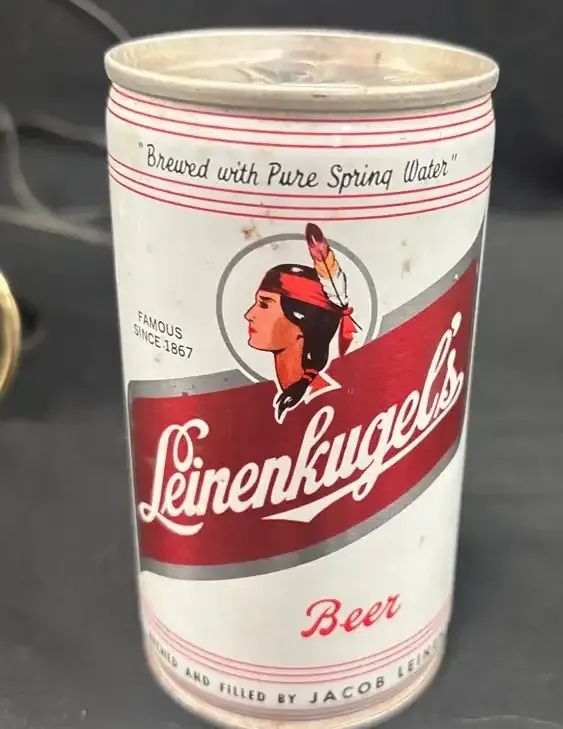 "Brewed with Pure Spring Water"
FAMOUS
SINCE 1867
Leinenkugel's
Beer
AND FILLED BY JACOB